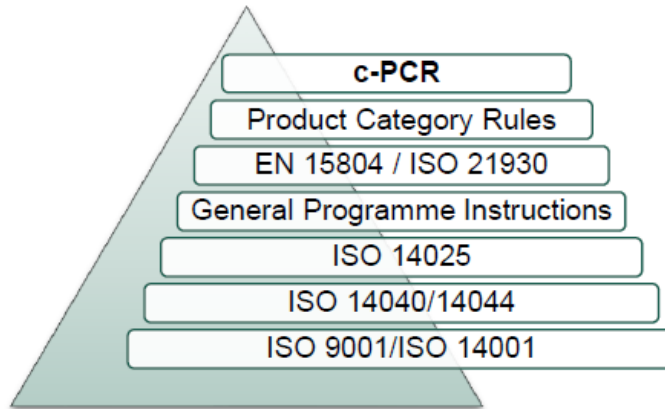 c-PCR
Product Category Rules
EN 15804 / ISO 21930
General Programme Instructions
ISO 14025
ISO 14040/14044
ISO 9001/ISO 14001